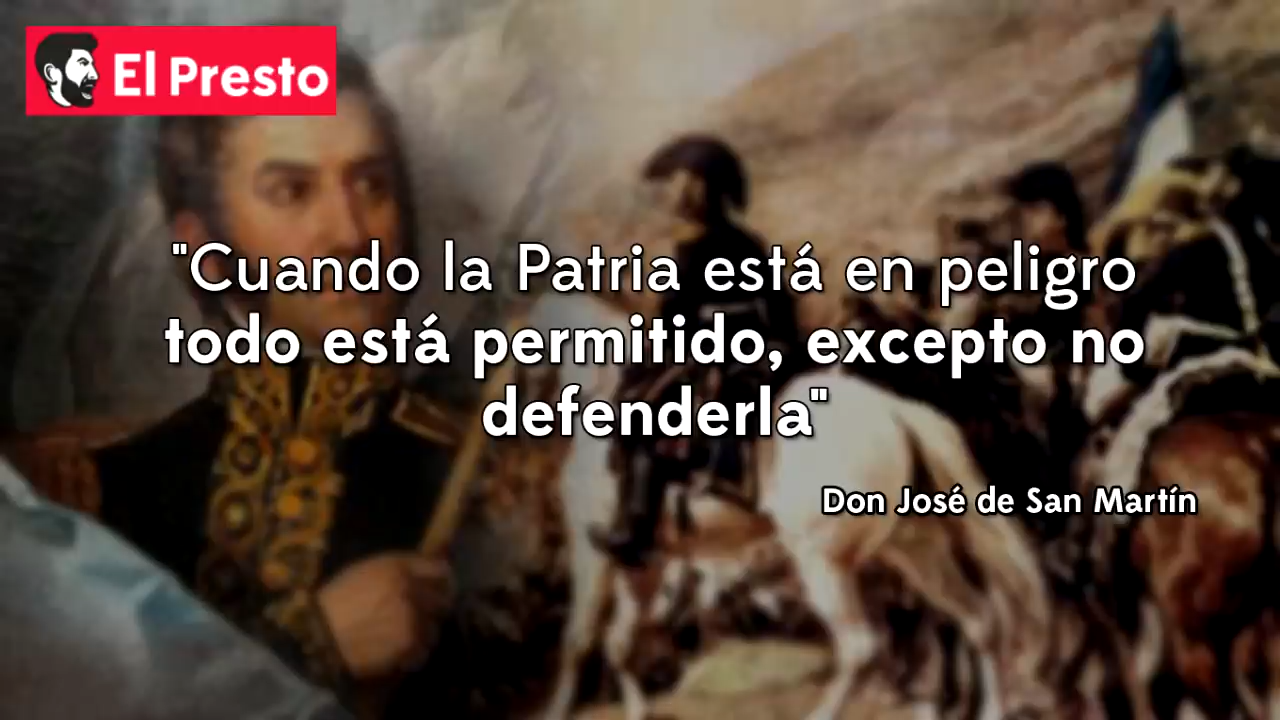 El Presto
"Cuando la Patria está en peligro
todo está permitido, excepto no
defenderla"
Don José de San Martín